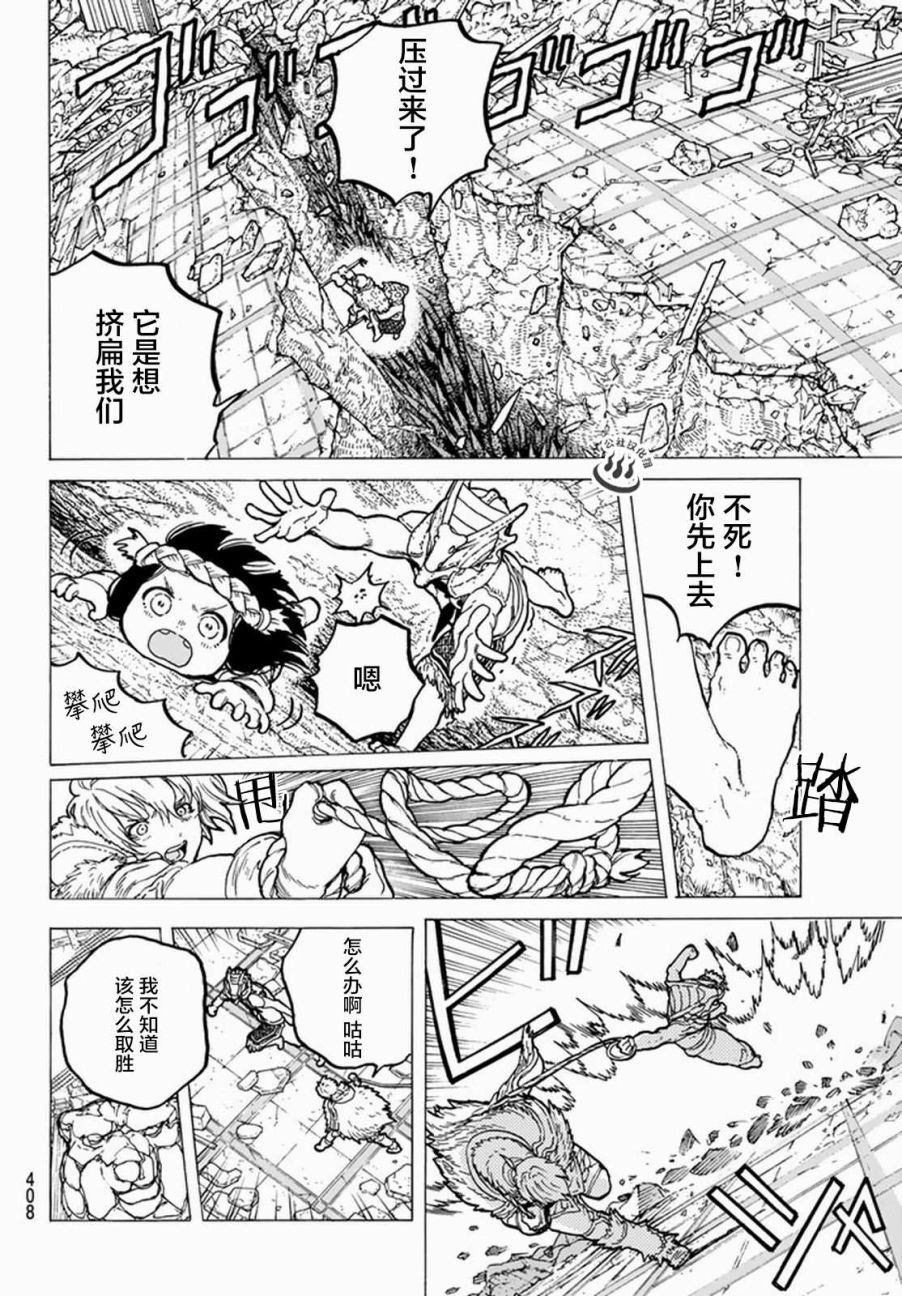 ゴゴゴゴゴ
压过来了！
它是想
挤扁我们
不死！
你先上去
踏
嗯
攀爬
攀爬
甩
怎么办啊 咕咕
我不知道
该怎么取胜
408